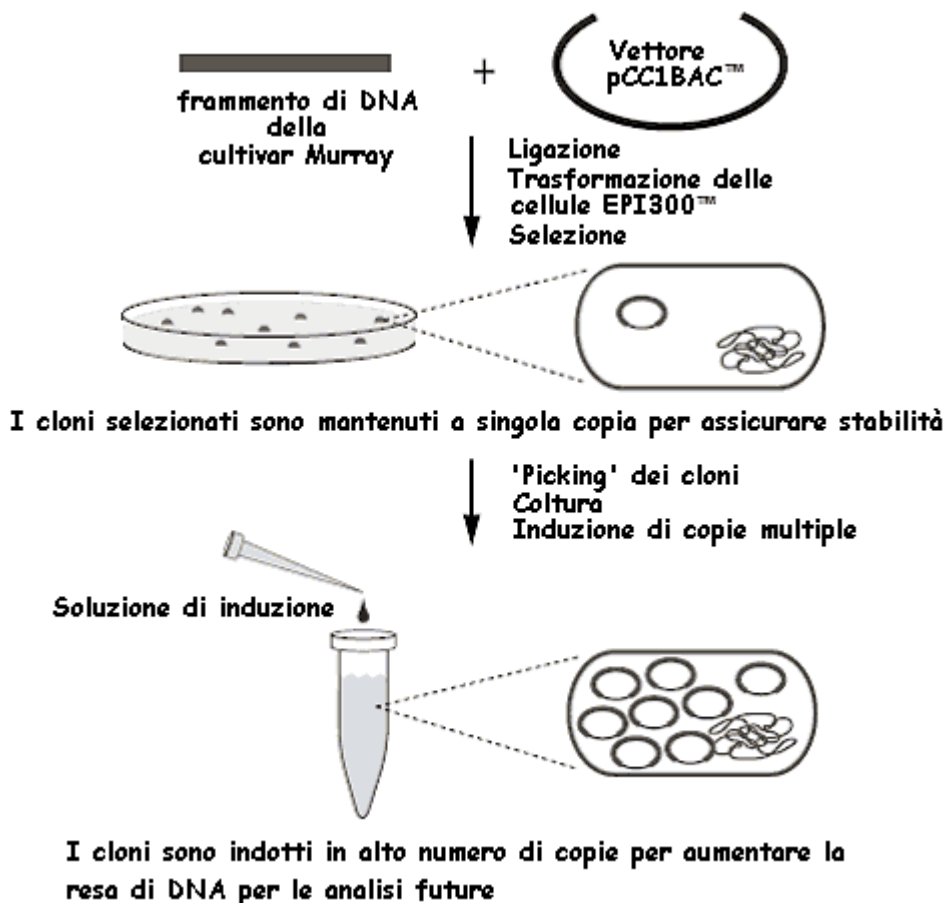 Vettore
pCC1BAC™
+
frammento di DNA
della
cultivar Murray
Ligazione
Trasformazione delle
cellule EPI300™
Selezione
I cloni selezionati sono mantenuti a singola copia per assicurare stabilità
'Picking' dei cloni
Coltura
Induzione di copie multiple
Soluzione di induzione
I cloni sono indotti in alto numero di copie per aumentare la
resa di DNA per le analisi future